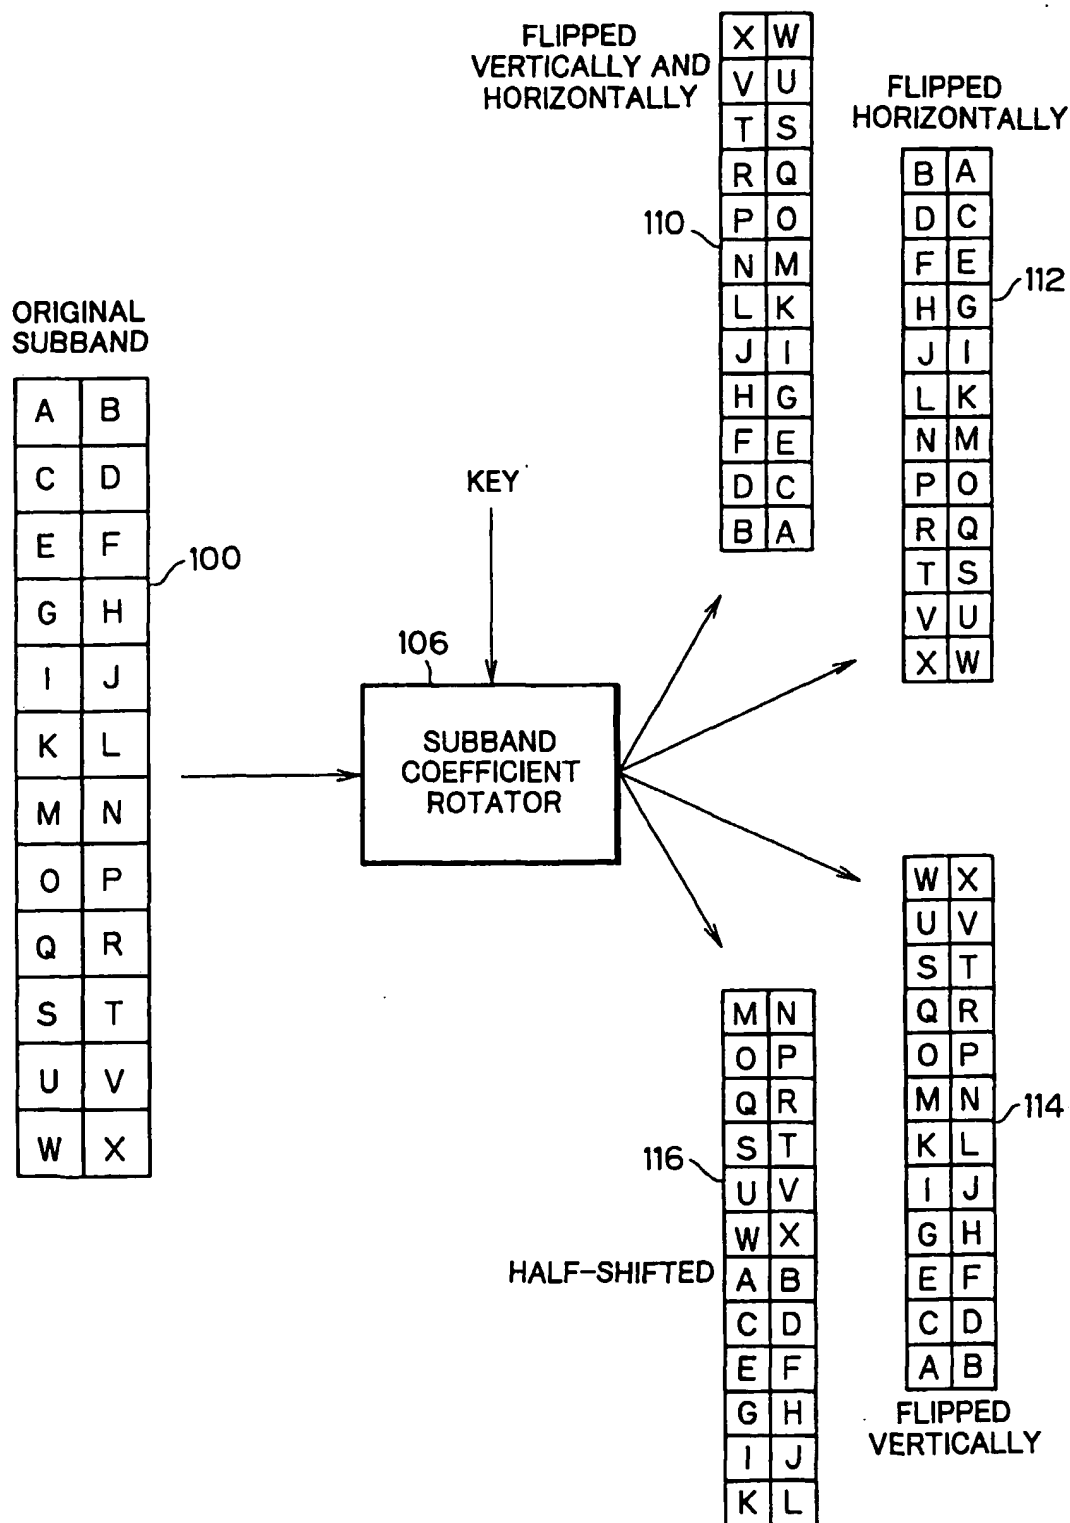 FLIPPED
VERTICALLY AND
HORIZONTALLY
X W
V U
T S
R Q
P O
N M
L K
J I
H G
F E
D C
B A
110
FLIPPED
HORIZONTALLY
B A
D C
F E
H G
J I
L K
N M
P O
R Q
T S
V U
X W
112
ORIGINAL
SUBBAND
A B
C D
E F
G H
I J
K L
M N
O P
Q R
S T
U V
W X
100
KEY
106
SUBBAND
COEFFICIENT
ROTATOR
W X
U V
S T
Q R
O P
M N
K L
I J
G H
E F
C D
A B
114
FLIPPED
VERTICALLY
M N
O P
Q R
S T
U V
W X
A B
C D
E F
G H
I J
K L
116
HALF-SHIFTED